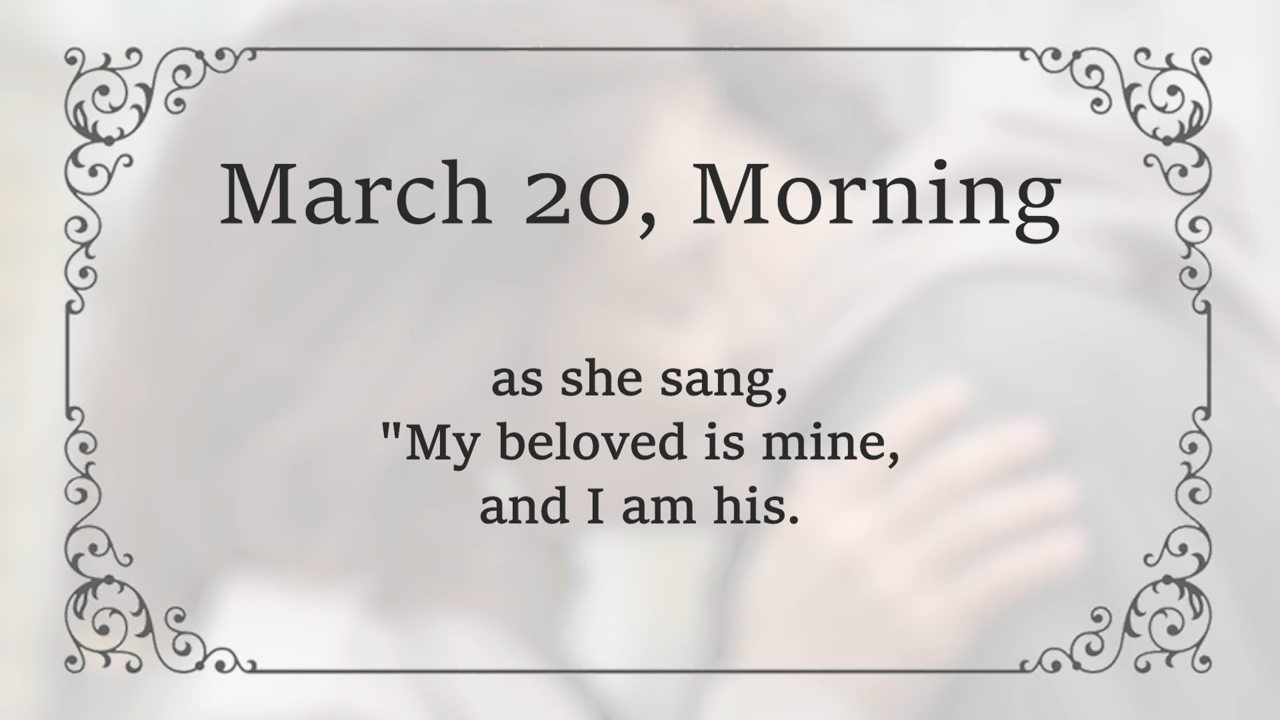 March 20, Morning
as she sang,
"My beloved is mine,
and I am his.